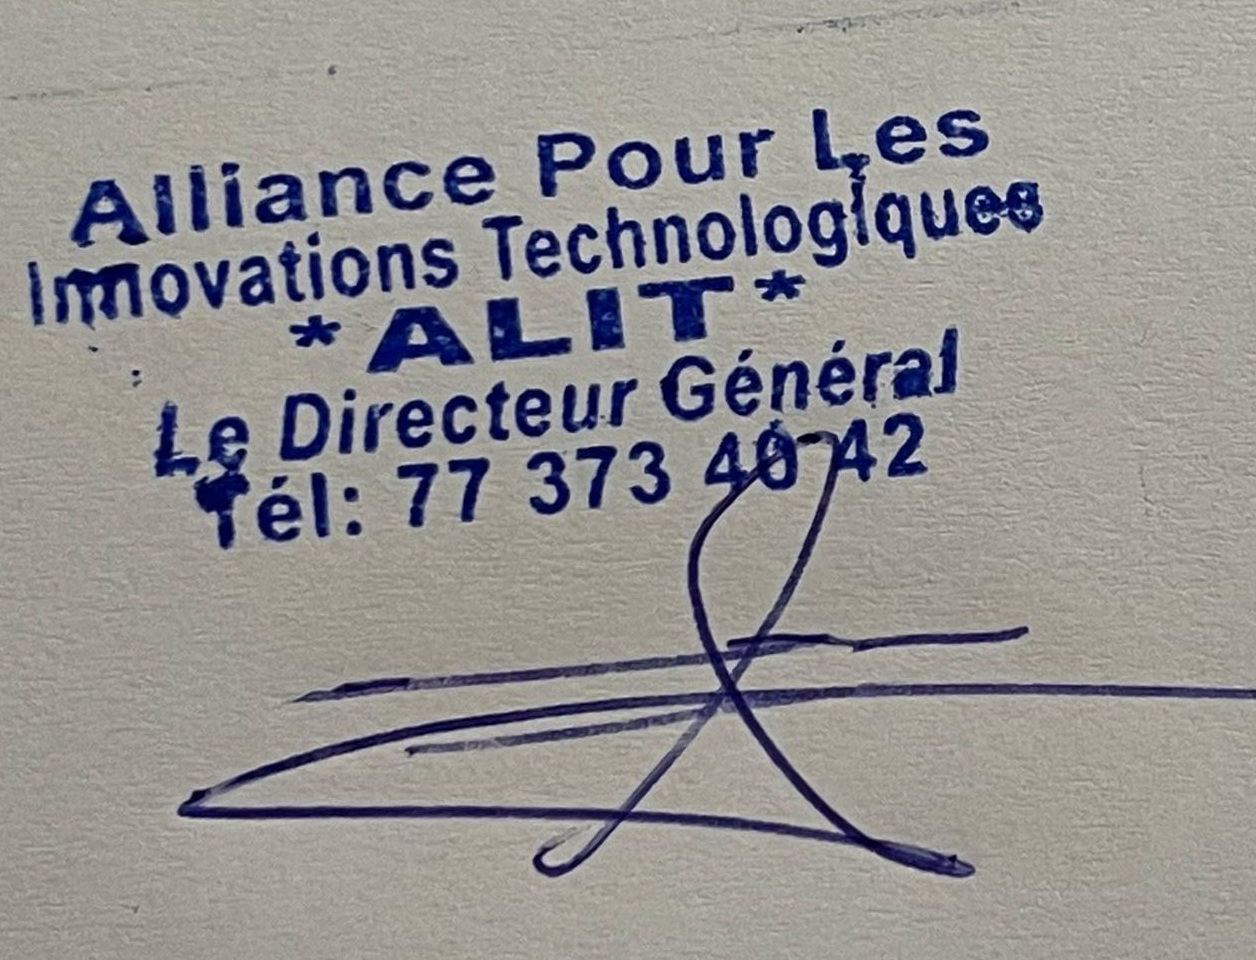 Alliance Pour Les
Innovations Technologiques
*ALIT*
Le Directeur Général
Tél: 77 373 40 42